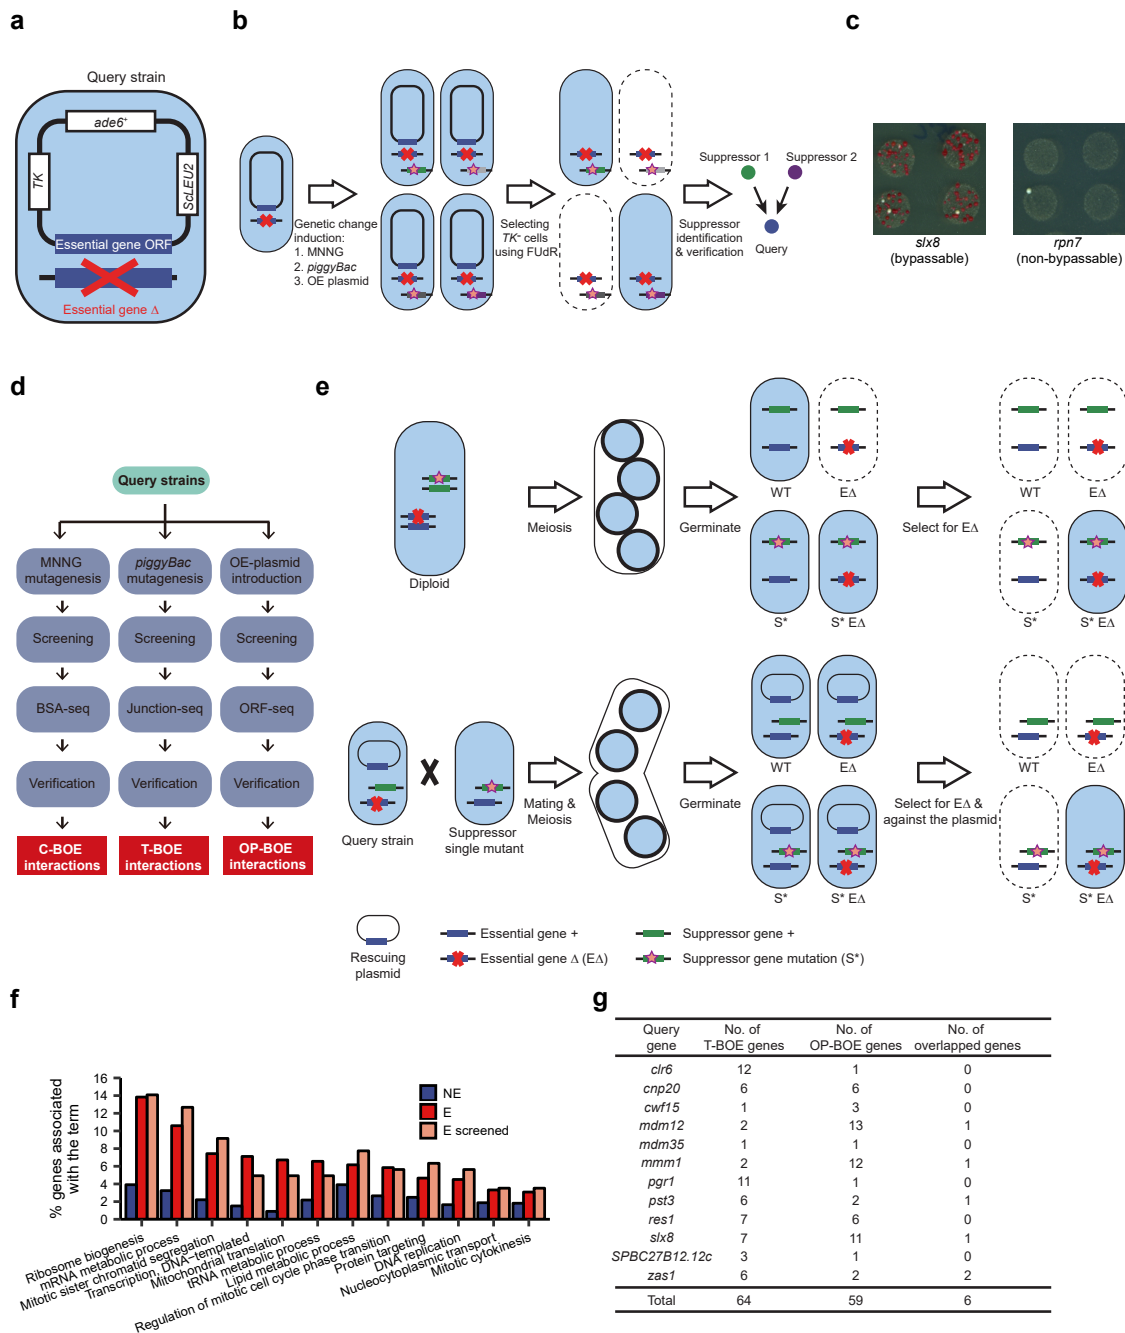 a
Query strain
ade6+
TK
ScLEU2
Essential gene ORF
Essential gene Δ
b
Genetic change
induction:
1. MNNG
2. piggyBac
3. OE plasmid
Selecting
TK- cells
using FUdR
Suppressor
identification
& verification
Suppressor 1
Suppressor 2
Query
c
slx8
(bypassable)
rpn7
(non-bypassable)
d
Query strains
MNNG
mutagenesis
piggyBac
mutagenesis
OE-plasmid
introduction
Screening
Screening
Screening
BSA-seq
Junction-seq
ORF-seq
Verification
Verification
Verification
C-BOE
interactions
T-BOE
interactions
OP-BOE
interactions
e
Diploid
Meiosis
Germinate
WT
EΔ
S*
S* EΔ
Select for EΔ
WT
EΔ
S*
S* EΔ
Query strain
Suppressor
single mutant
Mating &
Meiosis
Germinate
WT
EΔ
S*
S* EΔ
Select for EΔ &
against the plasmid
WT
EΔ
S*
S* EΔ
Rescuing
plasmid
Essential gene +
Essential gene Δ (EΔ)
Suppressor gene +
Suppressor gene mutation (S*)
f
% genes associated
with the term
16
14
12
10
8
6
4
2
0
NE
E
E screened
Ribosome biogenesis
mRNA metabolic process
Mitotic sister chromatid segregation
Transcription, DNA−templated
Mitochondrial translation
tRNA metabolic process
Lipid metabolic process
Regulation of mitotic cell cycle phase transition
Protein targeting
DNA replication
Nucleocytoplasmic transport
Mitotic cytokinesis
g
Query gene No. of T-BOE genes No. of OP-BOE genes No. of overlapped genes
clr6 12 1 0
cnp20 6 6 0
cwf15 1 3 0
mdm12 2 13 1
mdm35 1 1 0
mmm1 2 12 1
pgr1 11 1 0
pst3 6 2 1
res1 7 6 0
slx8 7 11 1
SPBC27B12.12c 3 1 0
zas1 6 2 2
Total 64 59 6